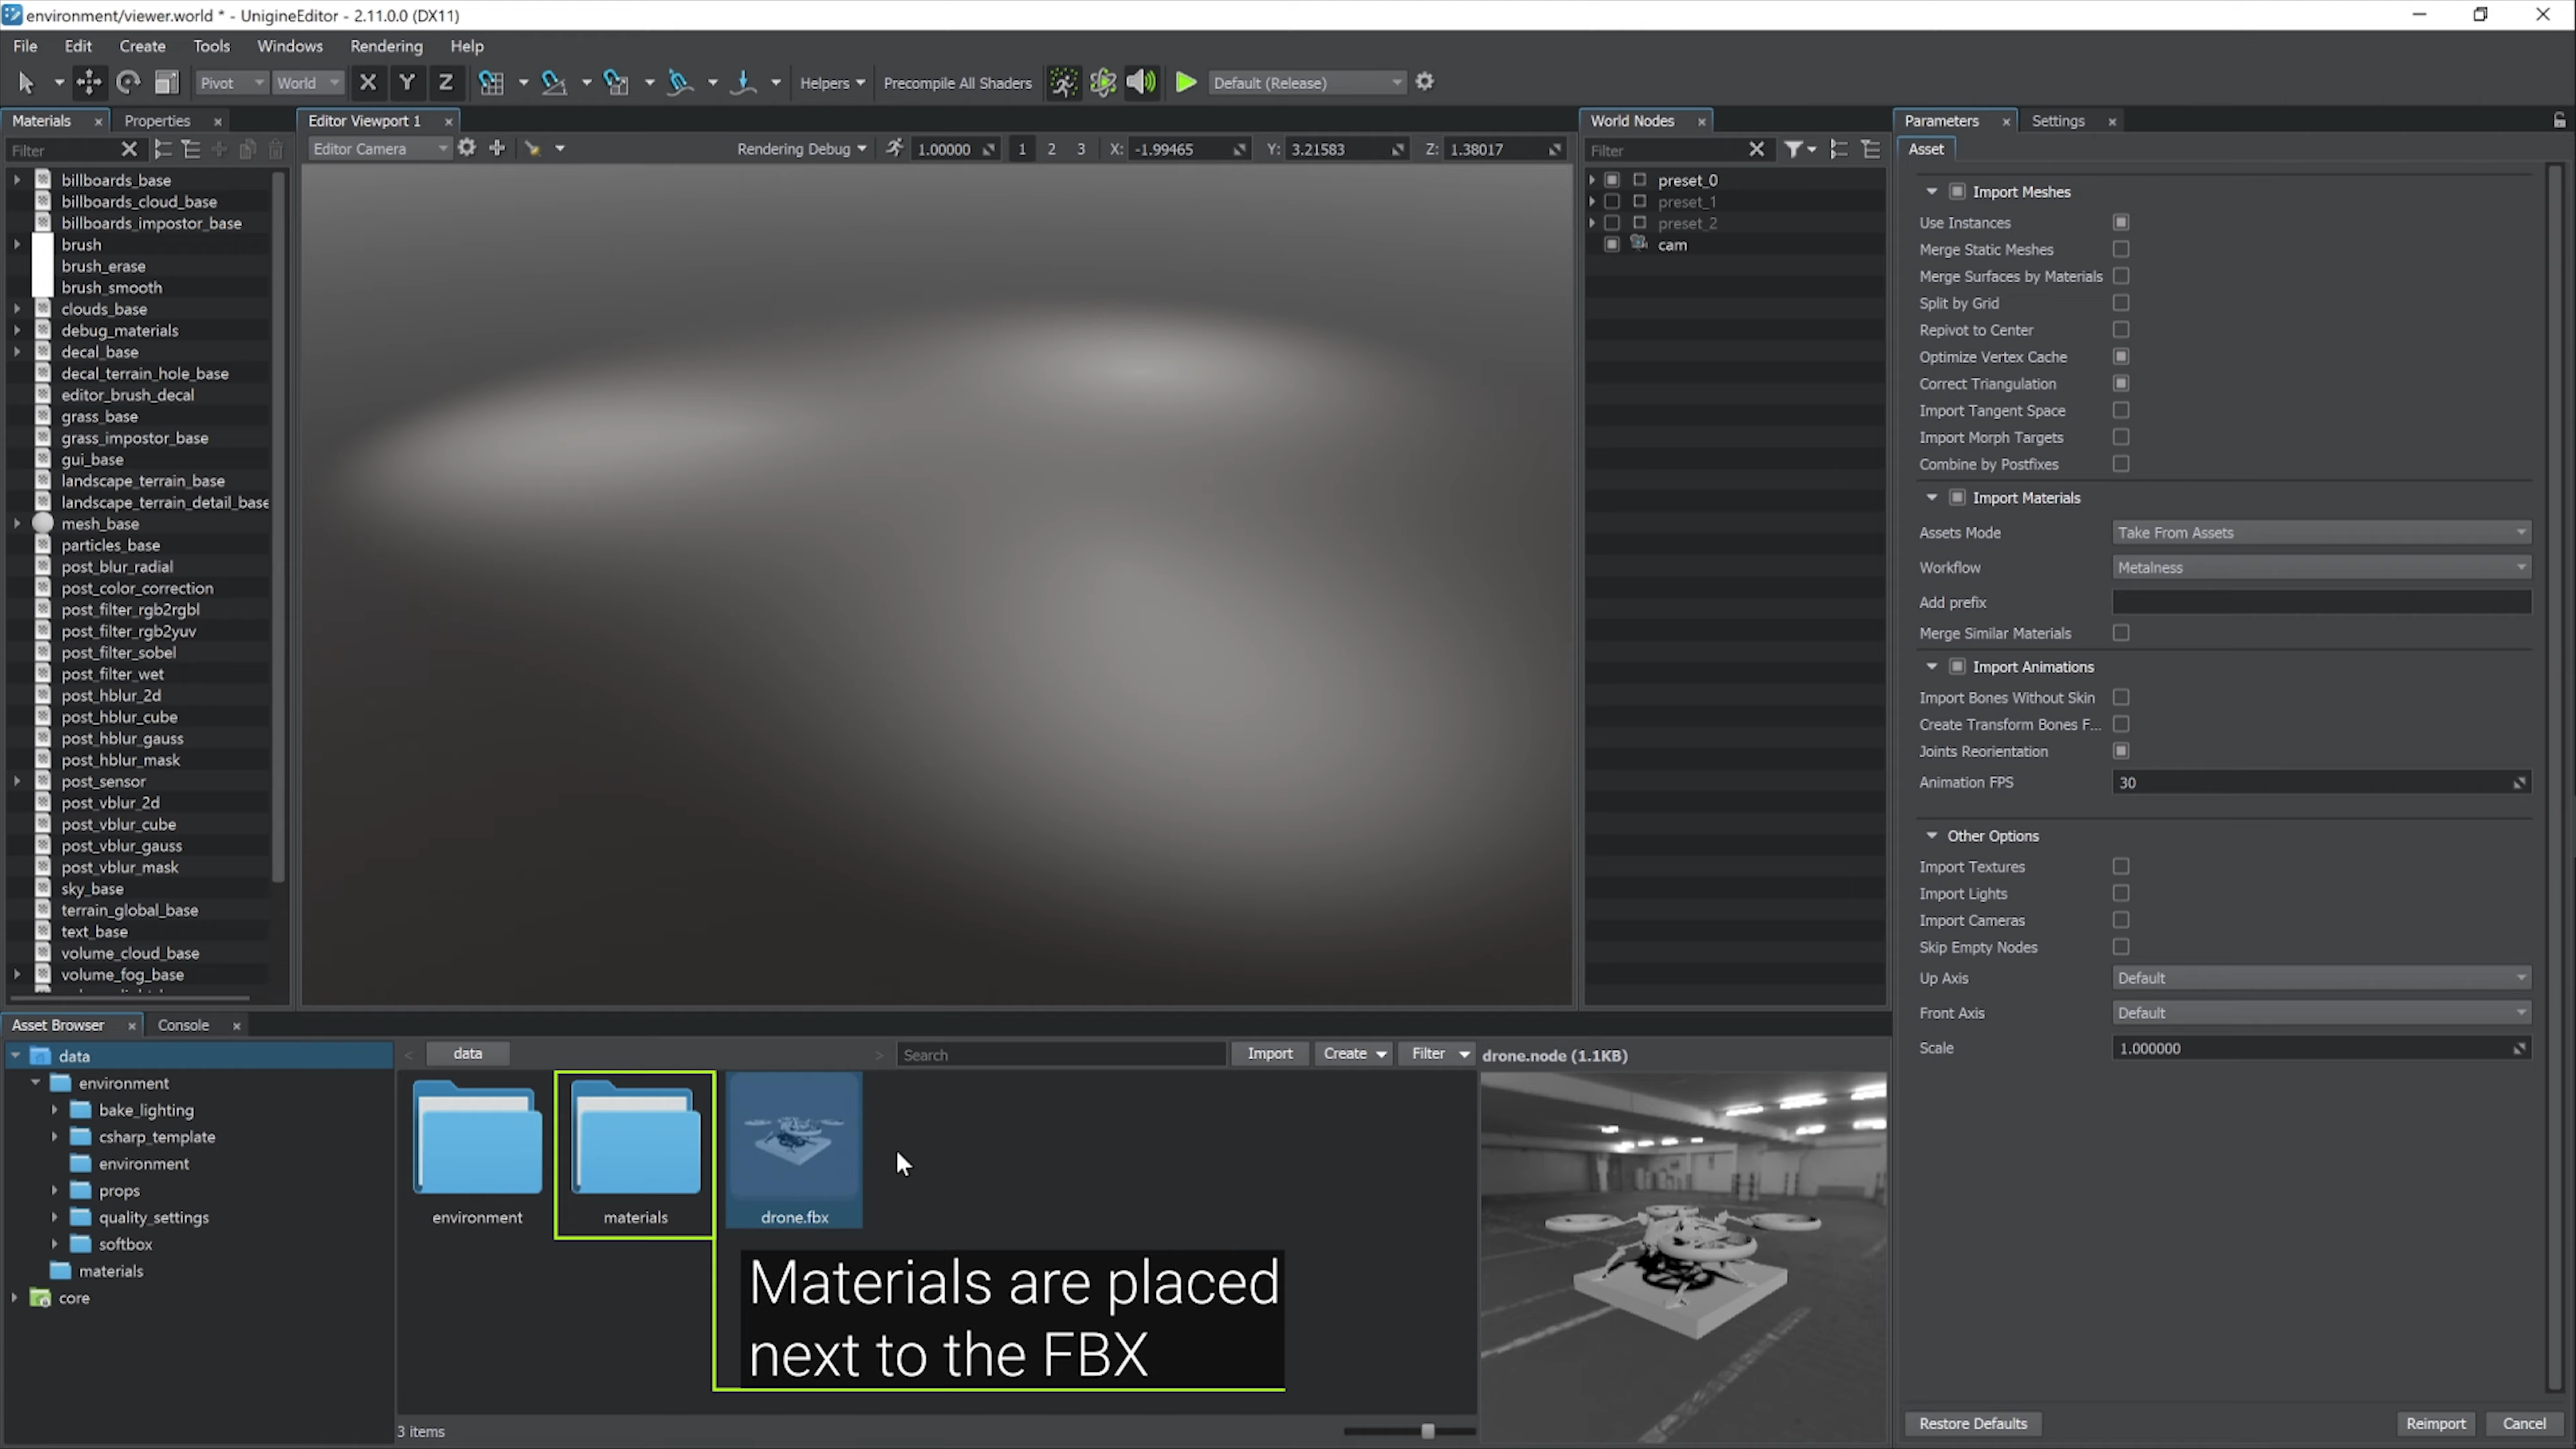 environment/viewer.world * - UnigineEditor - 2.11.0.0 (DX11)
File Edit Create Tools Windows Rendering Help
Pivot World X Y Z Helpers Precompile All Shaders Default (Release)
Materials Properties
Filter
billboards_base
billboards_cloud_base
billboards_impostor_base
brush
brush_erase
brush_smooth
clouds_base
debug_materials
decal_base
decal_terrain_hole_base
editor_brush_decal
grass_base
grass_impostor_base
gui_base
landscape_terrain_base
landscape_terrain_detail_base
mesh_base
particles_base
post_blur_radial
post_color_correction
post_filter_rgb2rgbl
post_filter_rgb2yuv
post_filter_sobel
post_filter_wet
post_hblur_2d
post_hblur_cube
post_hblur_gauss
post_hblur_mask
post_sensor
post_vblur_2d
post_vblur_cube
post_vblur_gauss
post_vblur_mask
sky_base
terrain_global_base
text_base
volume_cloud_base
volume_fog_base
Editor Viewport 1
Editor Camera Rendering Debug 1.00000 1 2 3 X: -1.99465 Y: 3.21583 Z: 1.38017
World Nodes
Filter
preset_0
preset_1
preset_2
cam
Parameters Settings
Asset
Import Meshes
Use Instances
Merge Static Meshes
Merge Surfaces by Materials
Split by Grid
Repivot to Center
Optimize Vertex Cache
Correct Triangulation
Import Tangent Space
Import Morph Targets
Combine by Postfixes
Import Materials
Assets Mode Take From Assets
Workflow Metalness
Add prefix
Merge Similar Materials
Import Animations
Import Bones Without Skin
Create Transform Bones F...
Joints Reorientation
Animation FPS 30
Other Options
Import Textures
Import Lights
Import Cameras
Skip Empty Nodes
Up Axis Default
Front Axis Default
Scale 1.000000
Restore Defaults Reimport Cancel
Asset Browser Console
data
environment
bake_lighting
csharp_template
environment
props
quality_settings
softbox
materials
core
< data > Search Import Create Filter
environment materials drone.fbx
Materials are placed
next to the FBX
3 items
drone.node (1.1KB)